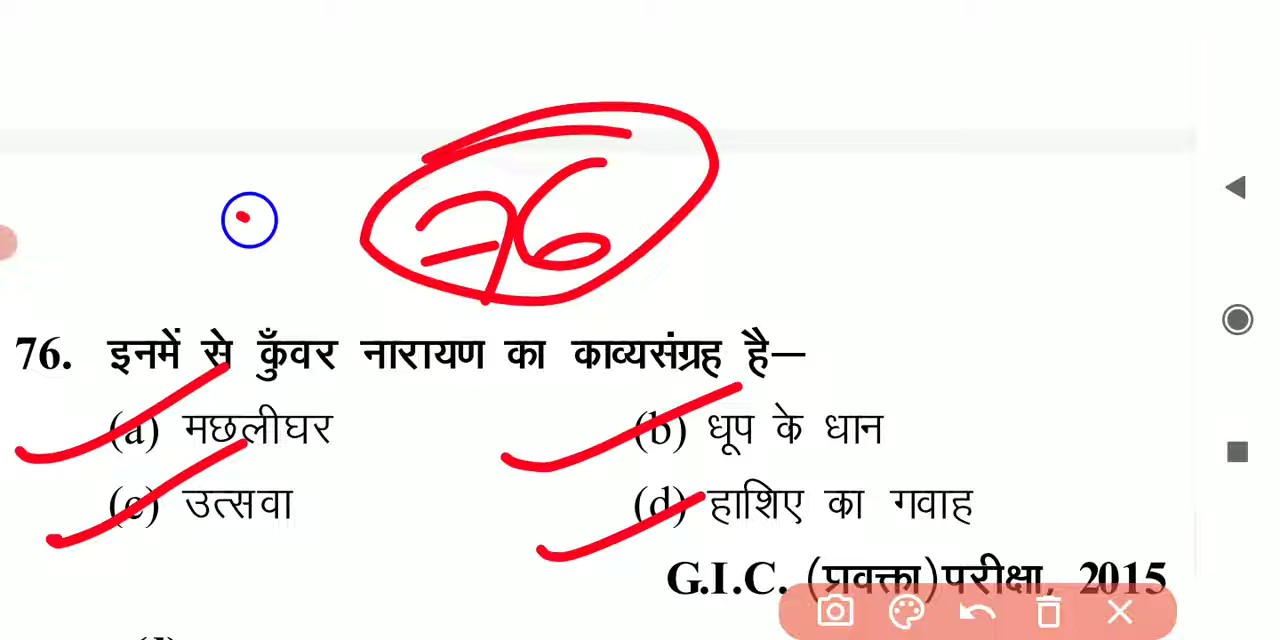 76
76. इनमें से कुँवर नारायण का काव्यसंग्रह है—
(a) मछलीघर (b) धूप के धान
(c) उत्सवा (d) हाशिए का गवाह
G.I.C. (प्रवक्ता) परीक्षा, 2015